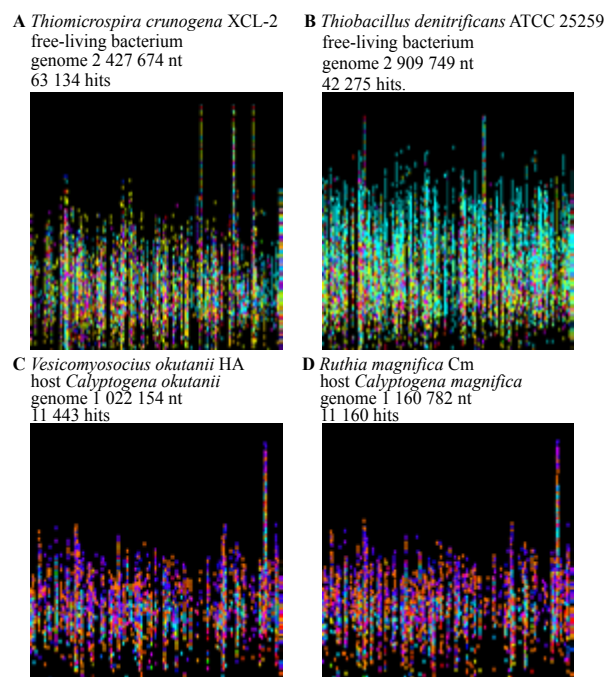 A Thiomicrospira crunogena XCL-2
free-living bacterium
genome 2 427 674 nt
63 134 hits
B Thiobacillus denitrificans ATCC 25259
free-living bacterium
genome 2 909 749 nt
42 275 hits.
C Vesicomyosocius okutanii HA
host Calyptogena okutanii
genome 1 022 154 nt
11 443 hits
D Ruthia magnifica Cm
host Calyptogena magnifica
genome 1 160 782 nt
11 160 hits